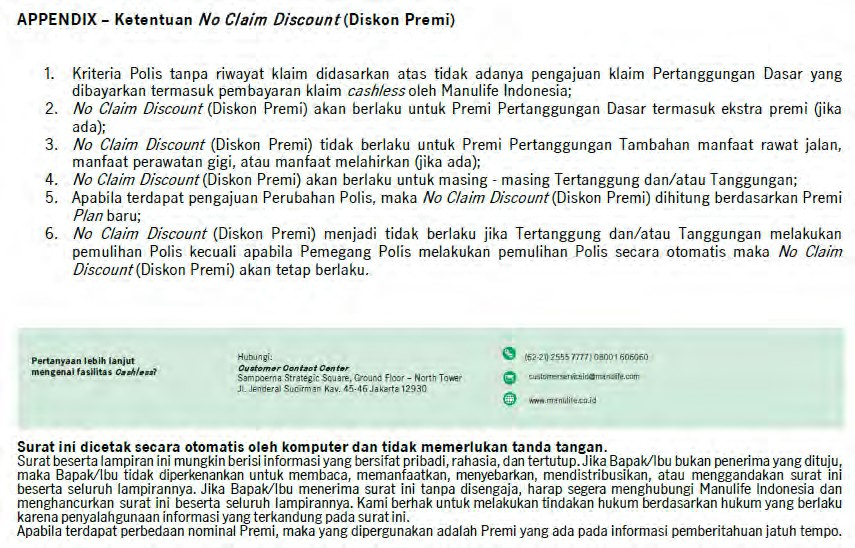 APPENDIX – Ketentuan No Claim Discount (Diskon Premi)
1. Kriteria Polis tanpa riwayat klaim didasarkan atas tidak adanya pengajuan klaim Pertanggungan Dasar yang
dibayarkan termasuk pembayaran klaim cashless oleh Manulife Indonesia;
2. No Claim Discount (Diskon Premi) akan berlaku untuk Premi Pertanggungan Dasar termasuk ekstra premi (jika
ada);
3. No Claim Discount (Diskon Premi) tidak berlaku untuk Premi Pertanggungan Tambahan manfaat rawat jalan,
manfaat perawatan gigi, atau manfaat melahirkan (jika ada);
4. No Claim Discount (Diskon Premi) akan berlaku untuk masing - masing Tertanggung dan/atau Tanggungan;
5. Apabila terdapat pengajuan Perubahan Polis, maka No Claim Discount (Diskon Premi) dihitung berdasarkan Premi
Plan baru;
6. No Claim Discount (Diskon Premi) menjadi tidak berlaku jika Tertanggung dan/atau Tanggungan melakukan
pemulihan Polis kecuali apabila Pemegang Polis melakukan pemulihan Polis secara otomatis maka No Claim
Discount (Diskon Premi) akan tetap berlaku.
Pertanyaan lebih lanjut
mengenai fasilitas Cashless?
Hubungi:
Customer Contact Center
Sampoerna Strategic Square, Ground Floor – North Tower
Jl. Jenderal Sudirman Kav. 45-46 Jakarta 12930
(62-21) 2555 7777 | 08001 606060
customerserviceid@manulife.com
www.manulife.co.id
Surat ini dicetak secara otomatis oleh komputer dan tidak memerlukan tanda tangan.
Surat beserta lampiran ini mungkin berisi informasi yang bersifat pribadi, rahasia, dan tertutup. Jika Bapak/Ibu bukan penerima yang dituju,
maka Bapak/Ibu tidak diperkenankan untuk membaca, memanfaatkan, menyebarkan, mendistribusikan, atau menggandakan surat ini
beserta seluruh lampirannya. Jika Bapak/Ibu menerima surat ini tanpa disengaja, harap segera menghubungi Manulife Indonesia dan
menghancurkan surat ini beserta seluruh lampirannya. Kami berhak untuk melakukan tindakan hukum berdasarkan hukum yang berlaku
karena penyalahgunaan informasi yang terkandung pada surat ini.
Apabila terdapat perbedaan nominal Premi, maka yang dipergunakan adalah Premi yang ada pada informasi pemberitahuan jatuh tempo.